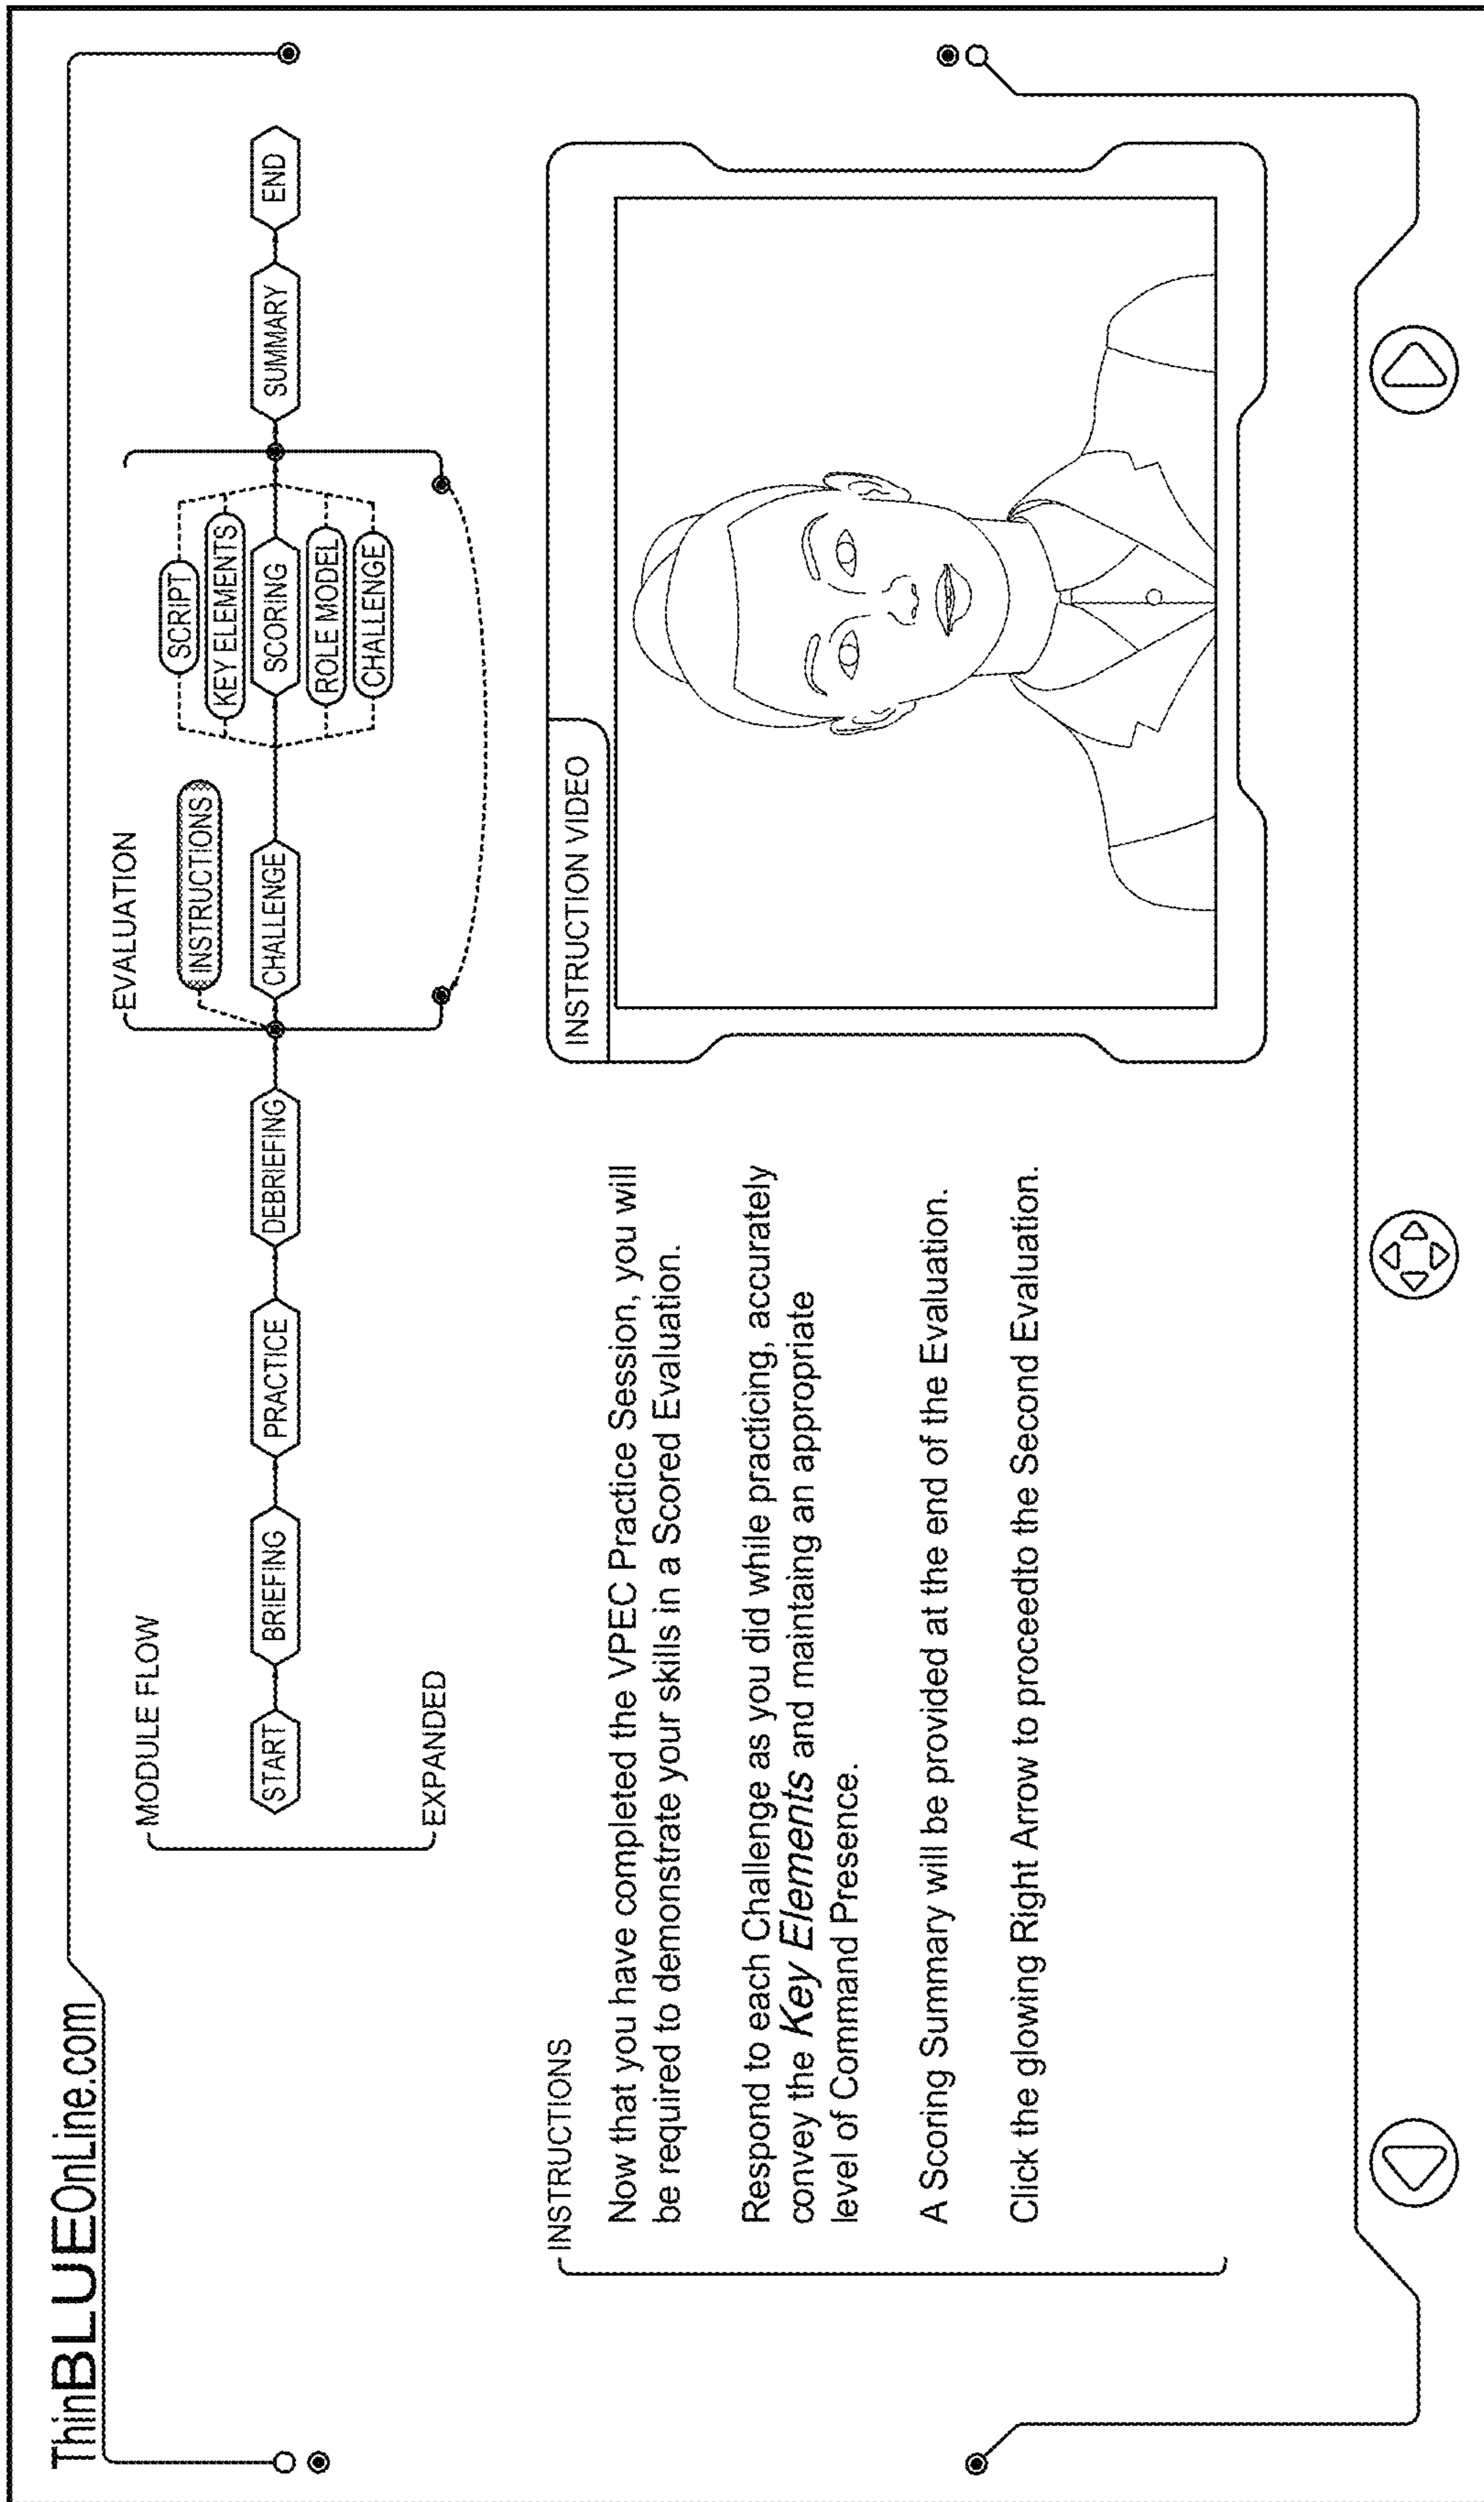 ThinBLUEOnLine.com
MODULE FLOW
EXPANDED
START
BRIEFING
PRACTICE
DEBRIEFING
EVALUATION
INSTRUCTIONS
CHALLENGE
SCRIPT
KEY ELEMENTS
SCORING
ROLE MODEL
CHALLENGE
SUMMARY
END
INSTRUCTIONS
Now that you have completed the VPEC Practice Session, you will
be required to demonstrate your skills in a Scored Evaluation.
Respond to each Challenge as you did while practicing, accurately
convey the Key Elements and maintaing an appropriate
level of Command Presence.
A Scoring Summary will be provided at the end of the Evaluation.
Click the glowing Right Arrow to proceedto the Second Evaluation.
INSTRUCTION VIDEO